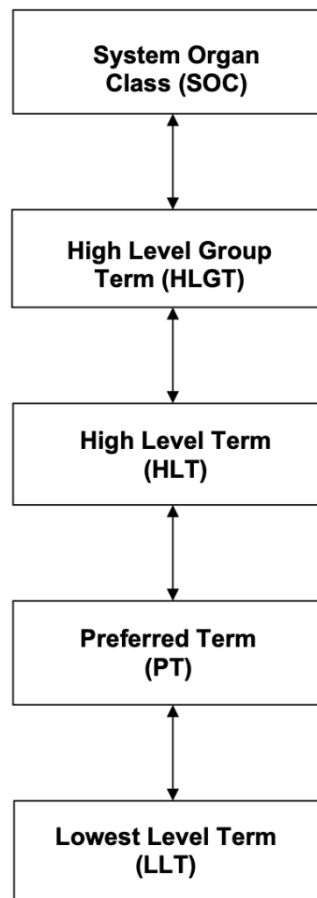 System Organ
Class (SOC)
High Level Group
Term (HLGT)
High Level Term
(HLT)
Preferred Term
(PT)
Lowest Level Term
(LLT)